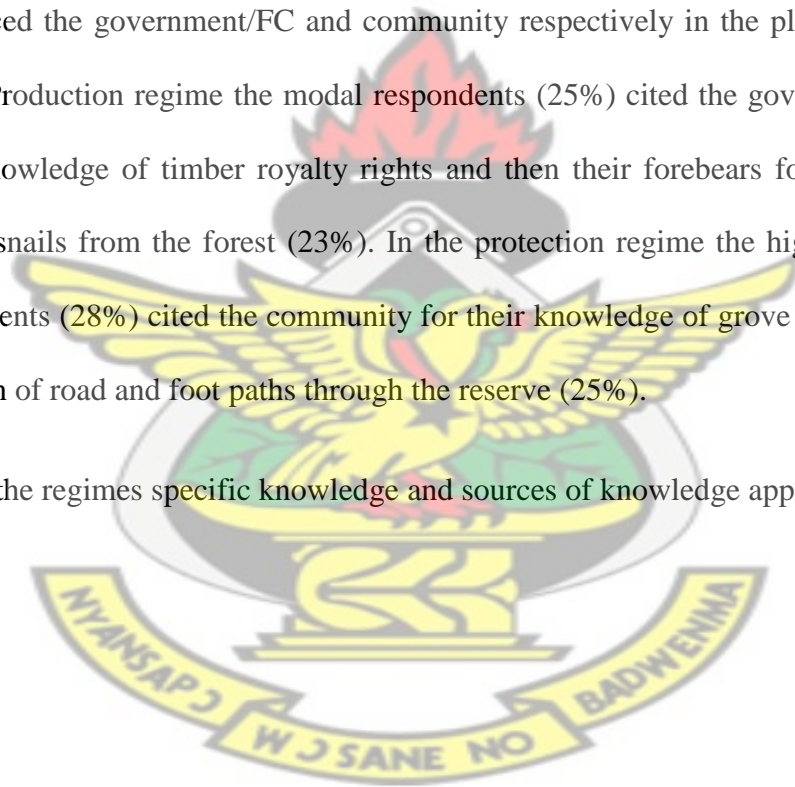 ced the government/FC and community respectively in the pl
Production regime the modal respondents (25%) cited the gov
owledge of timber royalty rights and then their forebears fo
snails from the forest (23%). In the protection regime the hig
ents (28%) cited the community for their knowledge of grove
n of road and foot paths through the reserve (25%).
the regimes specific knowledge and sources of knowledge app
NYANSAPƆ WƆSANE NO BADWENMA